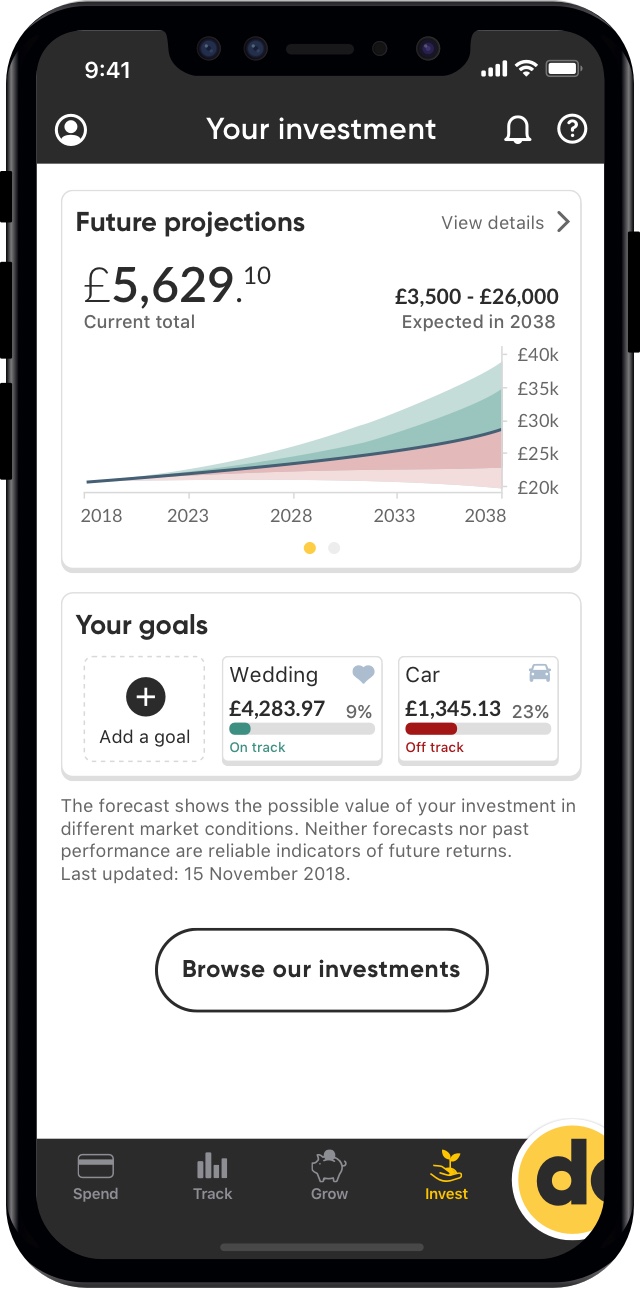 9:41
Your investment
Future projections
View details
£5,629.10
£3,500 - £26,000
Current total
Expected in 2038
£40k
£35k
£30k
£25k
£20k
2018 2023 2028 2033 2038
Your goals
Add a goal
Wedding
£4,283.97 9%
On track
Car
£1,345.13 23%
Off track
The forecast shows the possible value of your investment in
different market conditions. Neither forecasts nor past
performance are reliable indicators of future returns.
Last updated: 15 November 2018.
Browse our investments
Spend Track Grow Invest